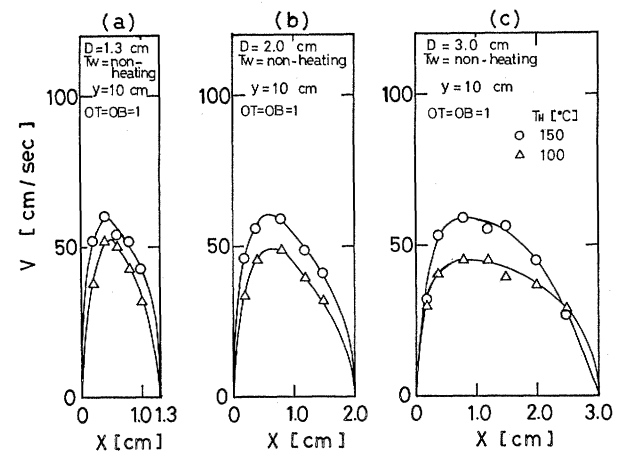 (a)
(b)
(c)
D=1.3 cm
Tw=non-
heating
y=10 cm
OT=OB=1
D=2.0 cm
Tw=non-heating
y=10 cm
OT=OB=1
D=3.0 cm
Tw=non-heating
y=10 cm
OT=OB=1
TH [°C]
○ 150
△ 100
V [cm/sec]
100
50
0
100
50
0
100
50
0
0 1.0 1.3
X [cm]
0 1.0 2.0
X [cm]
0 1.0 2.0 3.0
X [cm]